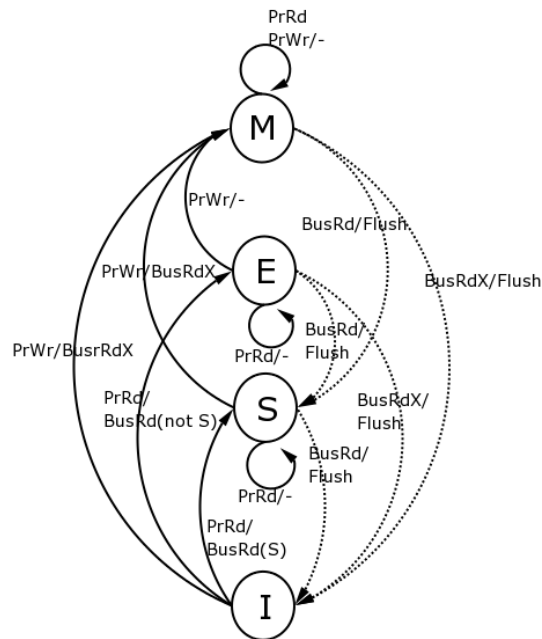 PrRd
PrWr/-
M
PrWr/-
BusRd/Flush
E
PrWr/BusRdX
BusRdX/Flush
BusRd/
Flush
PrRd/-
PrWr/BusrRdX
PrRd/
BusRd(not S)
S
BusRdX/
Flush
BusRd/
Flush
PrRd/-
PrRd/
BusRd(S)
I